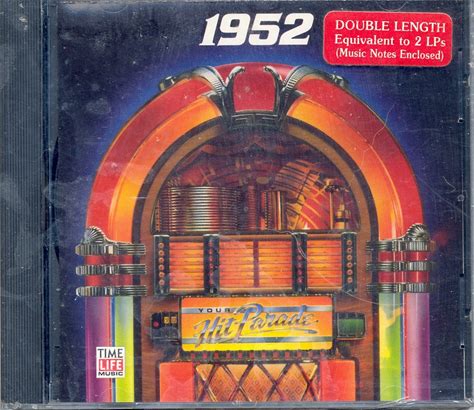 1952
DOUBLE LENGTH
Equivalent to 2 LPs
(Music Notes Enclosed)
YOUR
Hit Parade
TIME
LIFE
MUSIC